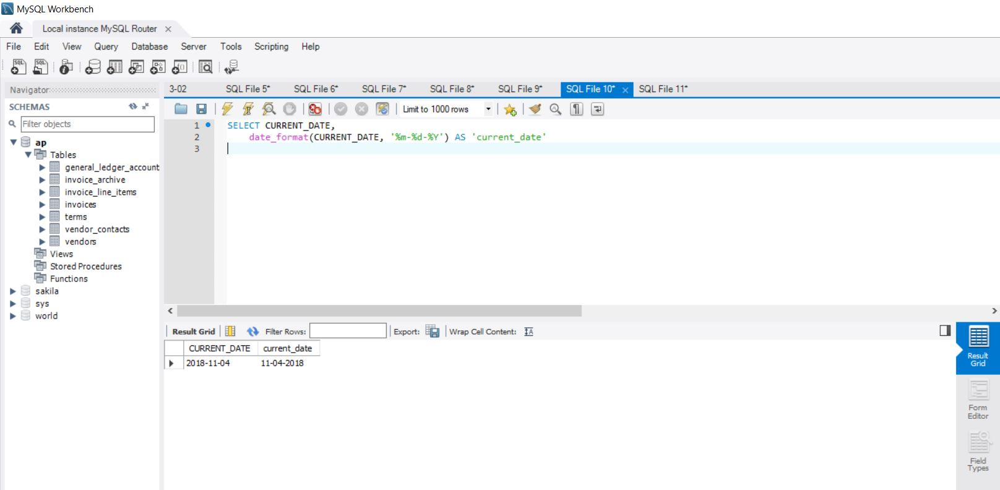 MySQL Workbench
Local instance MySQL Router
File Edit View Query Database Server Tools Scripting Help
Navigator
3-02 SQL File 5* SQL File 6* SQL File 7* SQL File 8* SQL File 9* SQL File 10* SQL File 11*
SCHEMAS
Limit to 1000 rows
Filter objects
ap
Tables
general_ledger_account
invoice_archive
invoice_line_items
invoices
terms
vendor_contacts
vendors
Views
Stored Procedures
Functions
sakila
sys
world
1 SELECT CURRENT_DATE,
2 date_format(CURRENT_DATE, '%m-%d-%Y') AS 'current_date'
3
Result Grid Filter Rows: Export: Wrap Cell Content:
CURRENT_DATE current_date
2018-11-04 11-04-2018
Result
Grid
Form
Editor
Field
Types